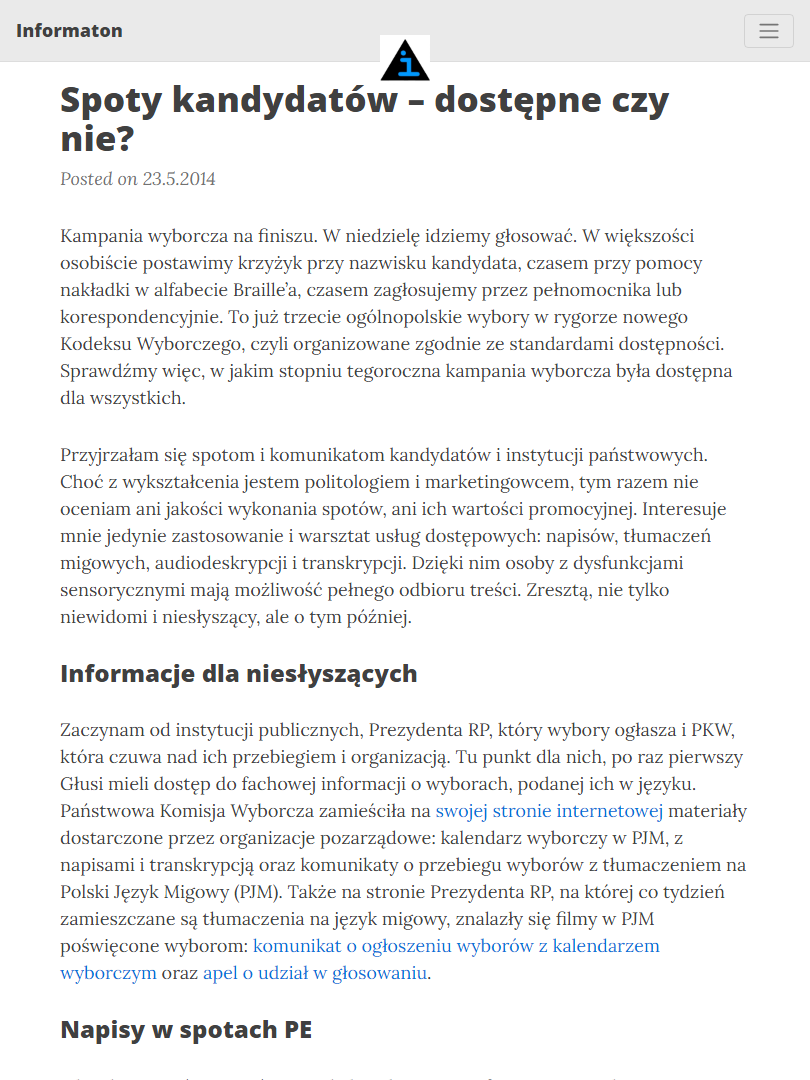 Informaton
i
Spoty kandydatów – dostępne czy
nie?
Posted on 23.5.2014
Kampania wyborcza na finiszu. W niedzielę idziemy głosować. W większości
osobiście postawimy krzyżyk przy nazwisku kandydata, czasem przy pomocy
nakładki w alfabecie Braille’a, czasem zagłosujemy przez pełnomocnika lub
korespondencyjnie. To już trzecie ogólnopolskie wybory w rygorze nowego
Kodeksu Wyborczego, czyli organizowane zgodnie ze standardami dostępności.
Sprawdźmy więc, w jakim stopniu tegoroczna kampania wyborcza była dostępna
dla wszystkich.
Przyjrzałam się spotom i komunikatom kandydatów i instytucji państwowych.
Choć z wykształcenia jestem politologiem i marketingowcem, tym razem nie
oceniam ani jakości wykonania spotów, ani ich wartości promocyjnej. Interesuje
mnie jedynie zastosowanie i warsztat usług dostępowych: napisów, tłumaczeń
migowych, audiodeskrypcji i transkrypcji. Dzięki nim osoby z dysfunkcjami
sensorycznymi mają możliwość pełnego odbioru treści. Zresztą, nie tylko
niewidomi i niesłyszący, ale o tym później.
Informacje dla niesłyszących
Zaczynam od instytucji publicznych, Prezydenta RP, który wybory ogłasza i PKW,
która czuwa nad ich przebiegiem i organizacją. Tu punkt dla nich, po raz pierwszy
Głusi mieli dostęp do fachowej informacji o wyborach, podanej ich w języku.
Państwowa Komisja Wyborcza zamieściła na swojej stronie internetowej materiały
dostarczone przez organizacje pozarządowe: kalendarz wyborczy w PJM, z
napisami i transkrypcją oraz komunikaty o przebiegu wyborów z tłumaczeniem na
Polski Język Migowy (PJM). Także na stronie Prezydenta RP, na której co tydzień
zamieszczane są tłumaczenia na język migowy, znalazły się filmy w PJM
poświęcone wyborom: komunikat o ogłoszeniu wyborów z kalendarzem
wyborczym oraz apel o udział w głosowaniu.
Napisy w spotach PE